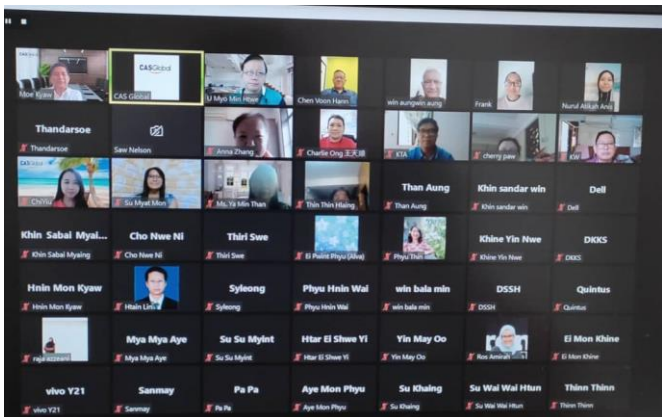 CASGlobal
Moe Kyaw
CAS Global
U Myo Min Htwe
Chen Voon Hann
win aungwin aung
Frank
Nurul Atikah Anis
Thandarsoe
Thandarsoe
Saw Nelson
Anna Zhang
Charlie Ong 王天順
KTA
cherry paw
KW
ChiYiu
Su Myat Mon
Ms. Ya Min Than
Thin Thin Hlaing
Than Aung
Than Aung
Khin sandar win
Khin sandar win
Dell
Dell
Khin Sabai Myai...
Khin Sabai Myaing
Cho Nwe Ni
Cho Nwe Ni
Thiri Swe
Thiri Swe
Ei Pwint Phyu (Alva)
Phyu Thin
Khine Yin Nwe
Khine Yin Nwe
DKKS
DKKS
Hnin Mon Kyaw
Hnin Mon Kyaw
Htain Linn
Syleong
Syleong
Phyu Hnin Wai
Phyu Hnin Wai
win bala min
win bala min
DSSH
DSSH
Quintus
Quintus
raja azzeani
Mya Mya Aye
Mya Mya Aye
Su Su Myint
Su Su Myint
Htar Ei Shwe Yi
Htar Ei Shwe Yi
Yin May Oo
Yin May Oo
Ros Amirah
Ei Mon Khine
Ei Mon Khine
vivo Y21
vivo Y21
Sanmay
Sanmay
Pa Pa
Pa Pa
Aye Mon Phyu
Aye Mon Phyu
Su Khaing
Su Khaing
Su Wai Wai Htun
Su Wai Wai Htun
Thinn Thinn
Thinn Thinn